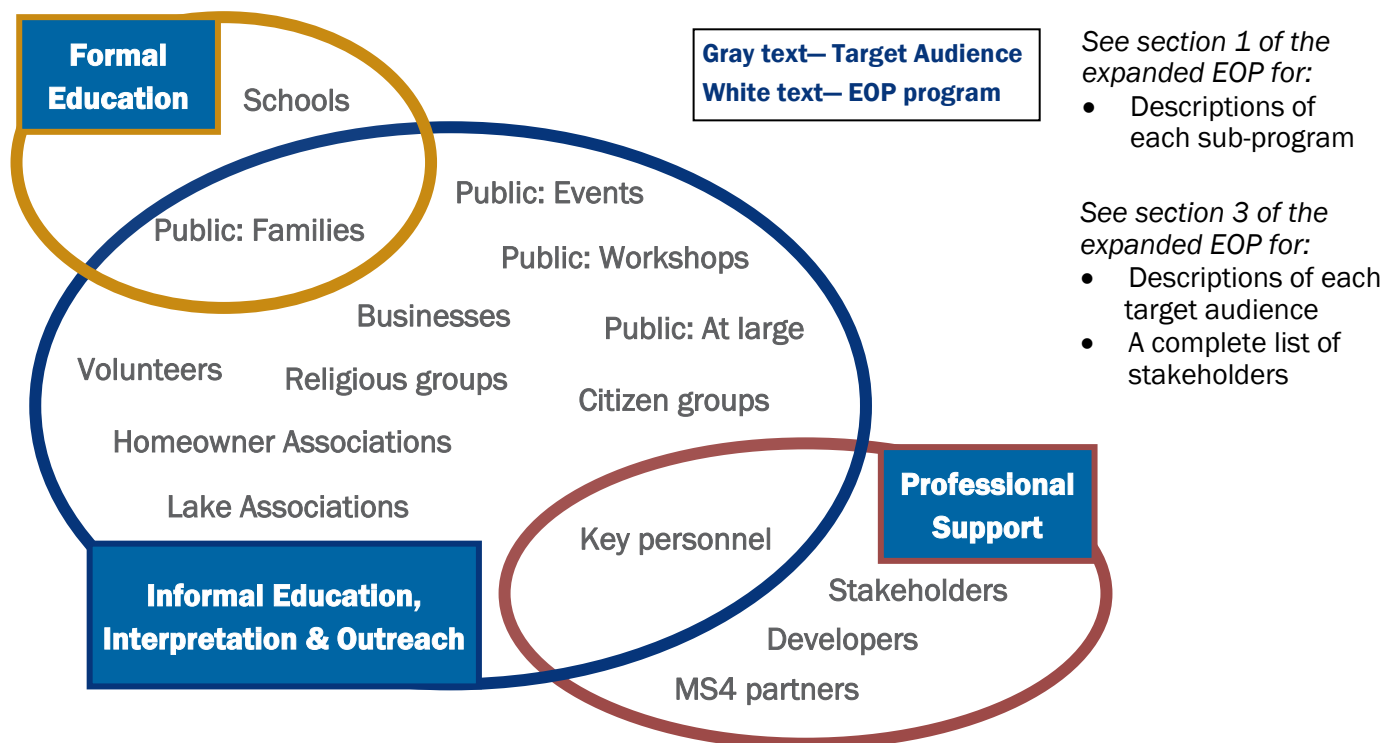 Formal
Education
Schools
Gray text— Target Audience
White text— EOP program
See section 1 of the
expanded EOP for:
• Descriptions of
each sub-program
See section 3 of the
expanded EOP for:
• Descriptions of each
target audience
• A complete list of
stakeholders
Public: Events
Public: Families
Public: Workshops
Businesses
Public: At large
Volunteers
Religious groups
Citizen groups
Homeowner Associations
Lake Associations
Professional
Support
Key personnel
Stakeholders
Developers
MS4 partners
Informal Education,
Interpretation & Outreach